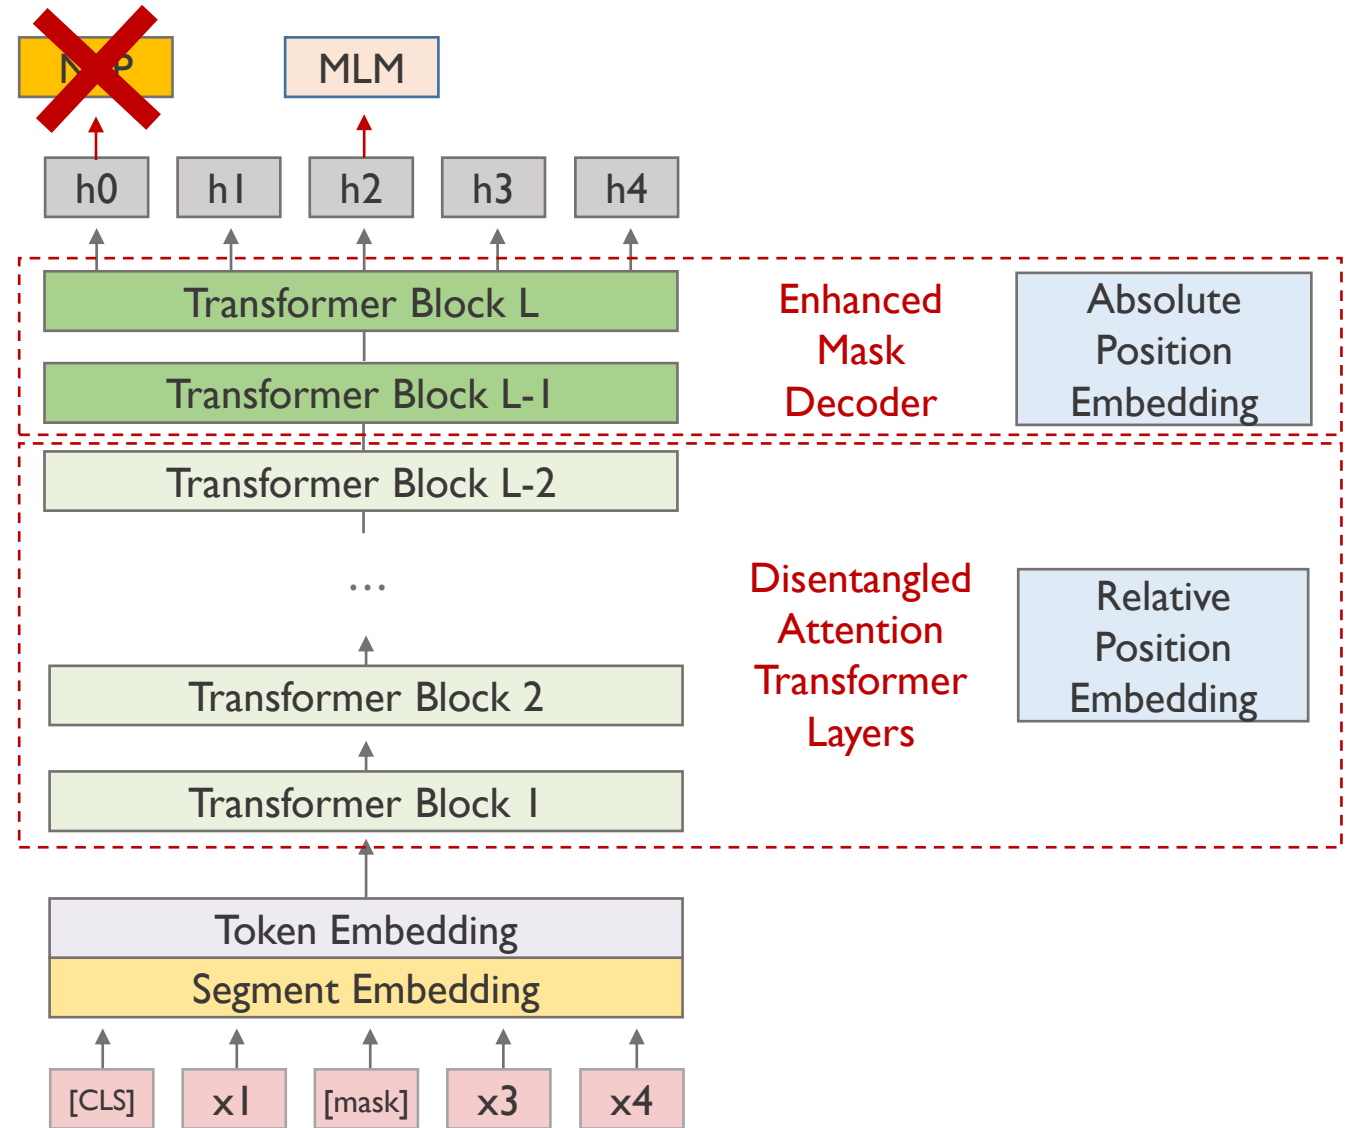 MLM
h0
h1
h2
h3
h4
Transformer Block L
Transformer Block L-1
Enhanced
Mask
Decoder
Absolute
Position
Embedding
Transformer Block L-2
...
Transformer Block 2
Transformer Block 1
Disentangled
Attention
Transformer
Layers
Relative
Position
Embedding
Token Embedding
Segment Embedding
[CLS]
x1
[mask]
x3
x4